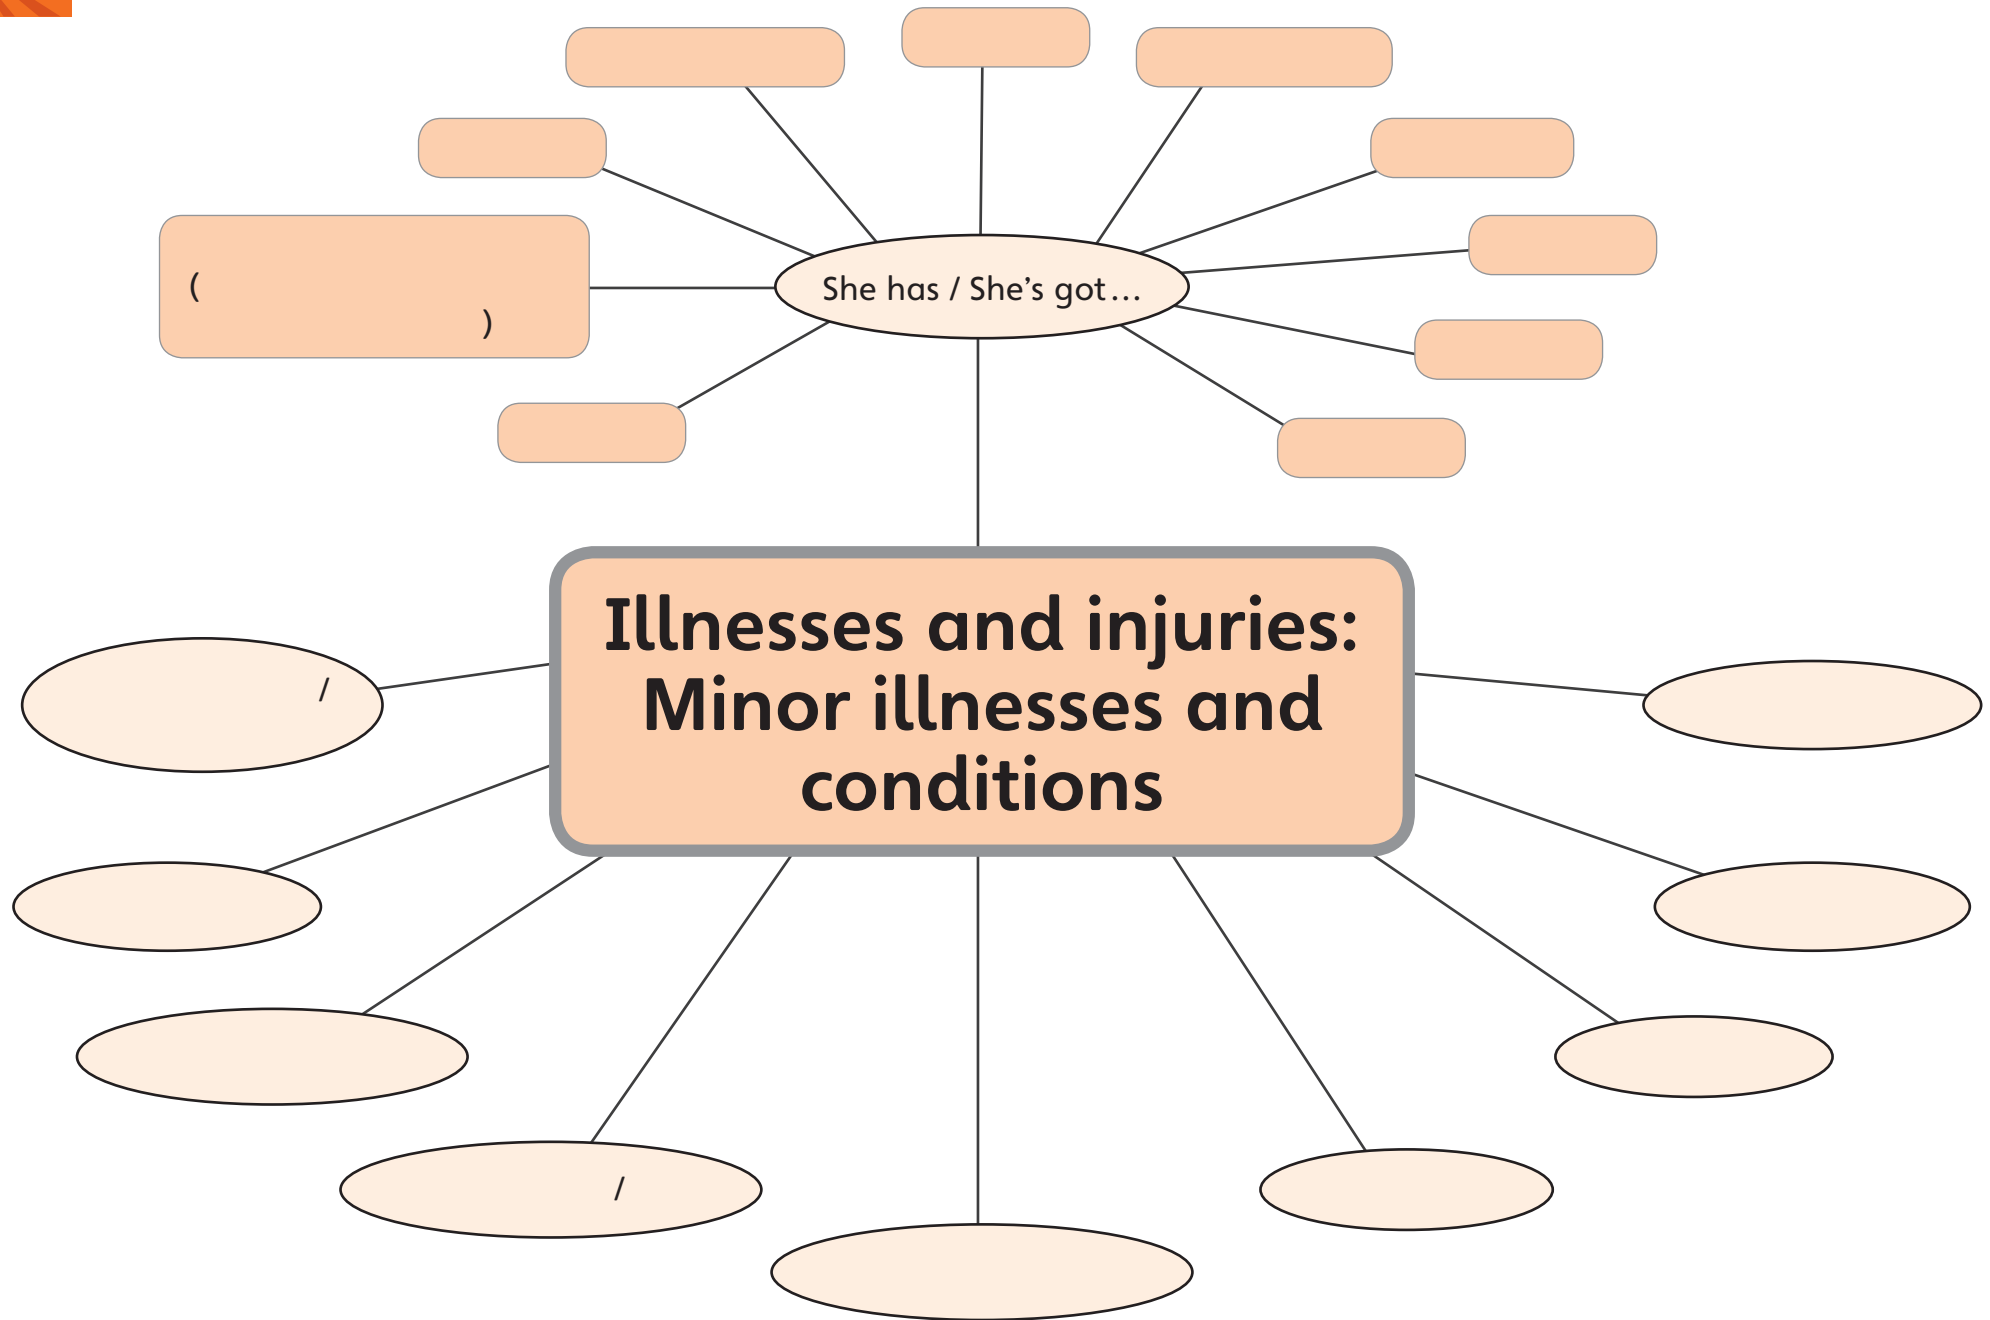 (
She has / She’s got…
)
Illnesses and injuries:
Minor illnesses and
conditions
/
/